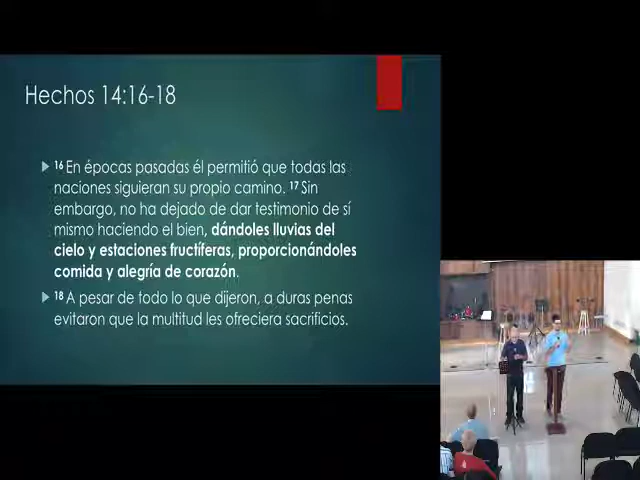 Hechos 14:16-18
16 En épocas pasadas él permitió que todas las
naciones siguieran su propio camino. 17 Sin
embargo, no ha dejado de dar testimonio de sí
mismo haciendo el bien, dándoles lluvias del
cielo y estaciones fructíferas, proporcionándoles
comida y alegría de corazón.
18 A pesar de todo lo que dijeron, a duras penas
evitaron que la multitud les ofreciera sacrificios.